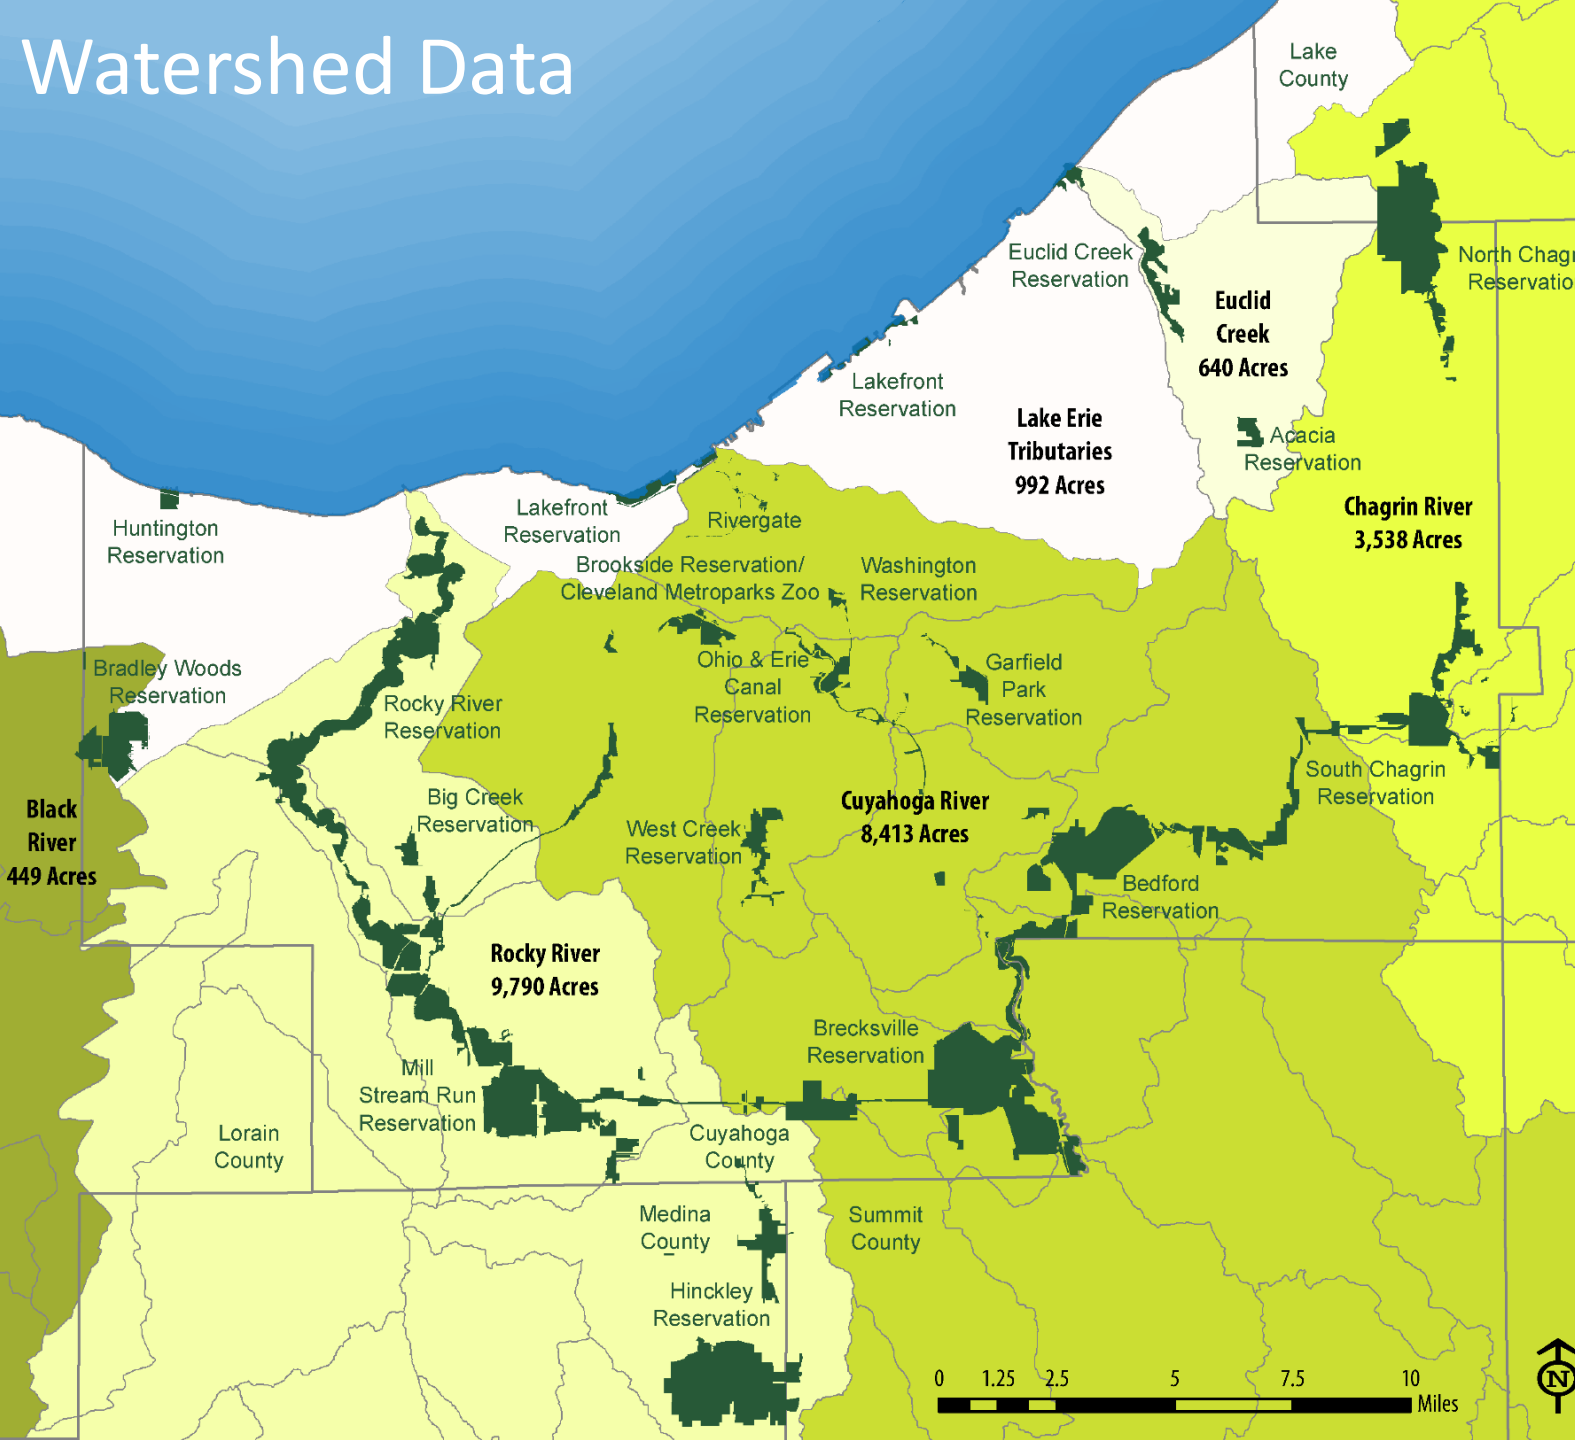 Watershed Data
Lake
County
Euclid Creek
Reservation
North Chagr
Reservatio
Euclid
Creek
640 Acres
Lakefront
Reservation
Lake Erie
Tributaries
992 Acres
Acacia
Reservation
Chagrin River
3,538 Acres
Huntington
Reservation
Lakefront
Reservation
Rivergate
Brookside Reservation/
Cleveland Metroparks Zoo
Washington
Reservation
Bradley Woods
Reservation
Rocky River
Reservation
Ohio & Erie
Canal
Reservation
Garfield
Park
Reservation
South Chagrin
Reservation
Black
River
449 Acres
Big Creek
Reservation
West Creek
Reservation
Cuyahoga River
8,413 Acres
Bedford
Reservation
Rocky River
9,790 Acres
Brecksville
Reservation
Mill
Stream Run
Reservation
Lorain
County
Cuyahoga
County
Medina
County
Summit
County
Hinckley
Reservation
0 1.25 2.5 5 7.5 10
Miles
N